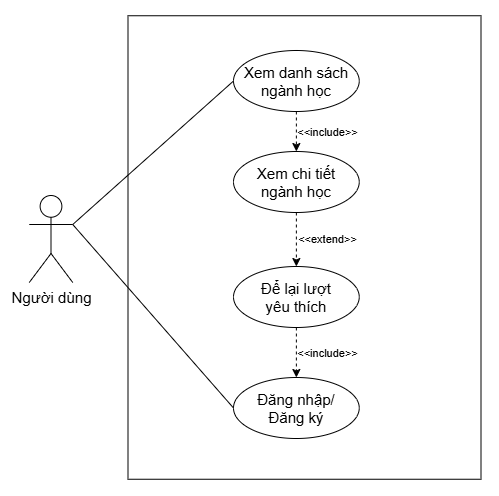 Xem danh sách
ngành học
<<include>>
Xem chi tiết
ngành học
<<extend>>
Người dùng
Để lại lượt
yêu thích
<<include>>
Đăng nhập/
Đăng ký